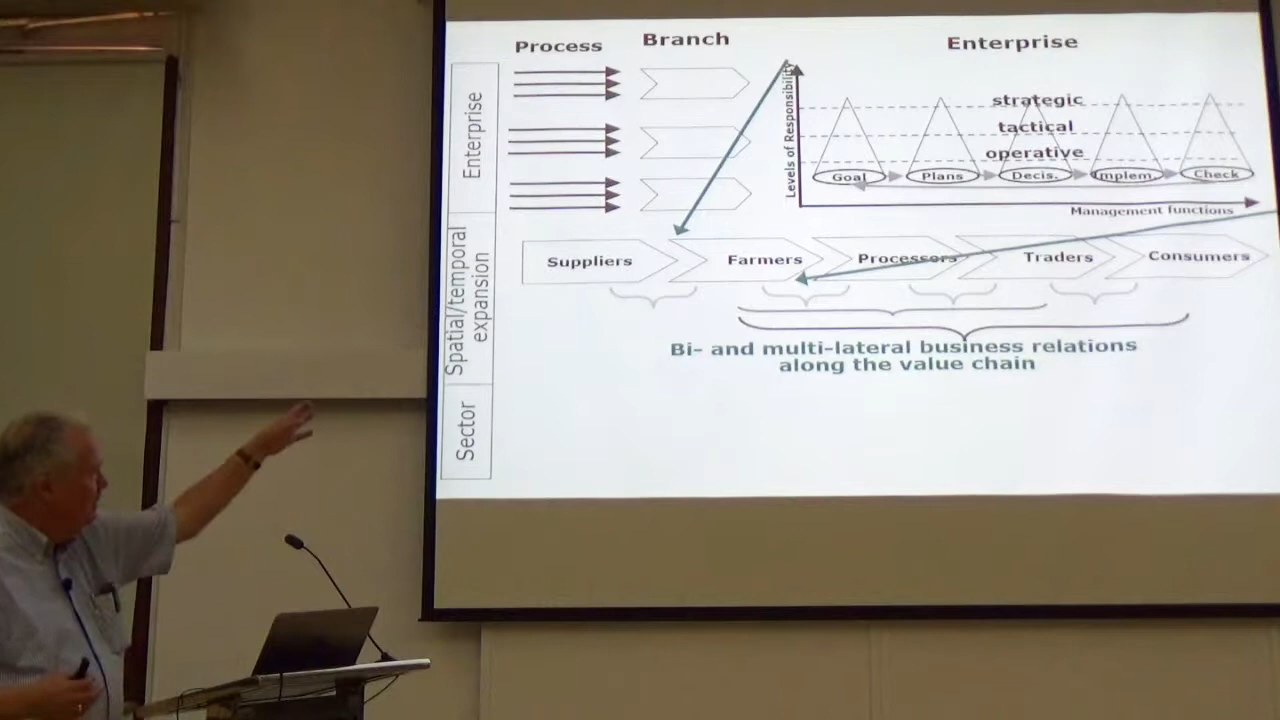 Process
Branch
Enterprise
Enterprise
Levels of Responsibility
strategic
tactical
operative
Goal
Plans
Decis.
Implem.
Check
Management functions
Spatial/temporal
expansion
Suppliers
Farmers
Processors
Traders
Consumers
Bi- and multi-lateral business relations
along the value chain
Sector